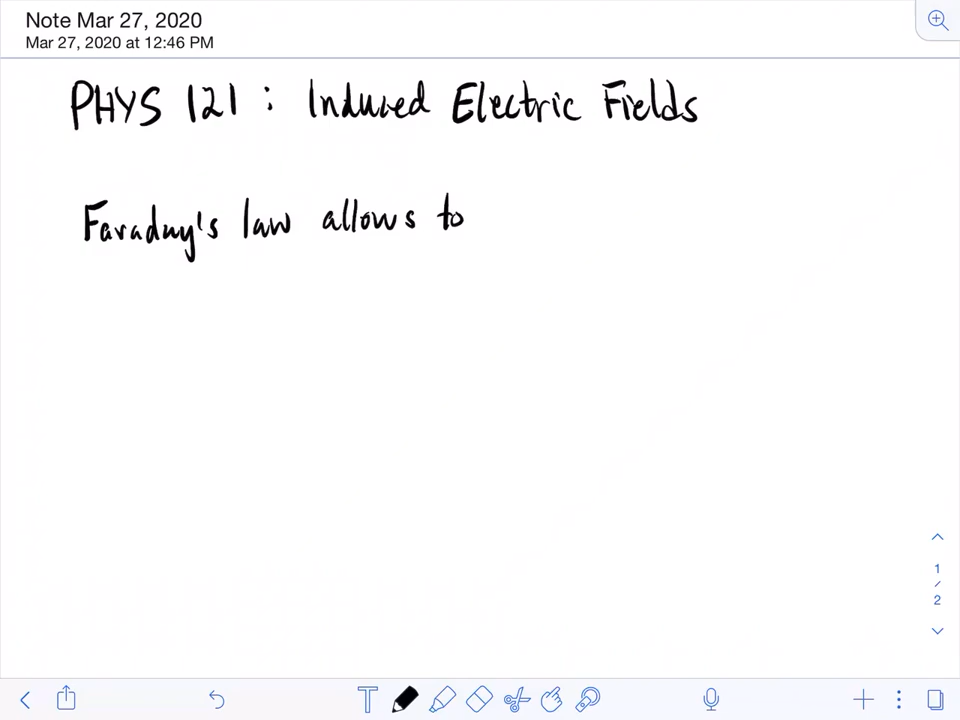 Note Mar 27, 2020
Mar 27, 2020 at 12:46 PM
PHYS 121 : Induced Electric Fields
Faraday's law allows to
1
/
2
T